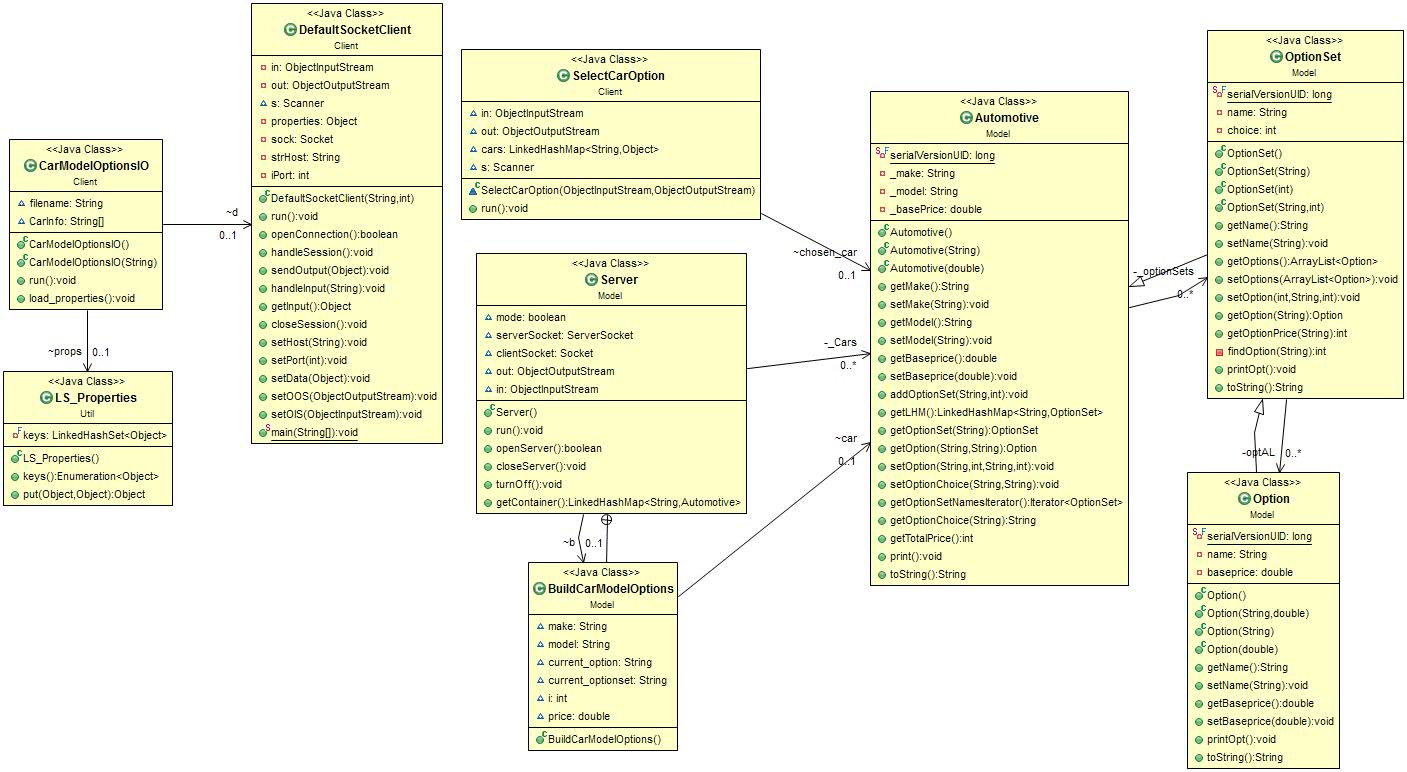 <<Java Class>>
DefaultSocketClient
Client
in: ObjectInputStream
out: ObjectOutputStream
s: Scanner
properties: Object
sock: Socket
strHost: String
iPort: int
DefaultSocketClient(String,int)
run():void
openConnection():boolean
handleSession():void
sendOutput(Object):void
handleInput(String):void
getInput():Object
closeSession():void
setHost(String):void
setPort(int):void
setData(Object):void
setOOS(ObjectOutputStream):void
setOIS(ObjectInputStream):void
main(String[]):void
<<Java Class>>
CarModelOptionsIO
Client
filename: String
CarInfo: String[]
CarModelOptionsIO()
CarModelOptionsIO(String)
run():void
load_properties():void
~d
0..1
~props
0..1
<<Java Class>>
LS_Properties
Util
keys: LinkedHashSet<Object>
LS_Properties()
keys():Enumeration<Object>
put(Object,Object):Object
<<Java Class>>
SelectCarOption
Client
in: ObjectInputStream
out: ObjectOutputStream
cars: LinkedHashMap<String,Object>
s: Scanner
SelectCarOption(ObjectInputStream,ObjectOutputStream)
run():void
~chosen_car
0..1
<<Java Class>>
Server
Model
mode: boolean
serverSocket: ServerSocket
clientSocket: Socket
out: ObjectOutputStream
in: ObjectInputStream
Server()
run():void
openServer():boolean
closeServer():void
turnOff():void
getContainer():LinkedHashMap<String,Automotive>
-_Cars
0..*
~b
0..1
<<Java Class>>
BuildCarModelOptions
Model
make: String
model: String
current_option: String
current_optionset: String
i: int
price: double
BuildCarModelOptions()
~car
0..1
<<Java Class>>
Automotive
Model
serialVersionUID: long
_make: String
_model: String
_basePrice: double
Automotive()
Automotive(String)
Automotive(double)
getMake():String
setMake(String):void
getModel():String
setModel(String):void
getBaseprice():double
setBaseprice(double):void
addOptionSet(String,int):void
getLHM():LinkedHashMap<String,OptionSet>
getOptionSet(String):OptionSet
getOption(String,String):Option
setOption(String,int,String,int):void
setOptionChoice(String,String):void
getOptionSetNamesIterator():Iterator<OptionSet>
getOptionChoice(String):String
getTotalPrice():int
print():void
toString():String
-_optionSets
0..*
<<Java Class>>
OptionSet
Model
serialVersionUID: long
name: String
choice: int
OptionSet()
OptionSet(String)
OptionSet(int)
OptionSet(String,int)
getName():String
setName(String):void
getOptions():ArrayList<Option>
setOptions(ArrayList<Option>):void
setOption(int,String,int):void
getOption(String):Option
getOptionPrice(String):int
findOption(String):int
printOpt():void
toString():String
-optAL
0..*
<<Java Class>>
Option
Model
serialVersionUID: long
name: String
baseprice: double
Option()
Option(String,double)
Option(String)
Option(double)
getName():String
setName(String):void
getBaseprice():double
setBaseprice(double):void
printOpt():void
toString():String